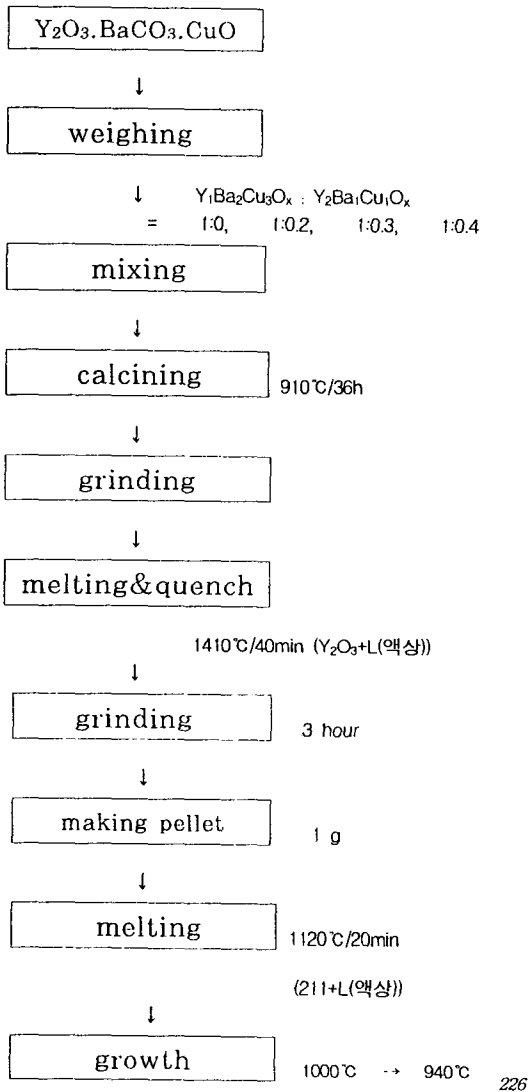 Y₂O₃.BaCO₃.CuO
↓
weighing
↓ Y₁Ba₂Cu₃Oₓ : Y₂Ba₁Cu₁Oₓ
= 1:0, 1:0.2, 1:0.3, 1:0.4
mixing
↓
calcining 910℃/36h
↓
grinding
↓
melting&quench
1410℃/40min (Y₂O₃+L(액상))
↓
grinding 3 hour
↓
making pellet 1 g
↓
melting 1120℃/20min
(211+L(액상))
↓
growth 1000℃ → 940℃
226